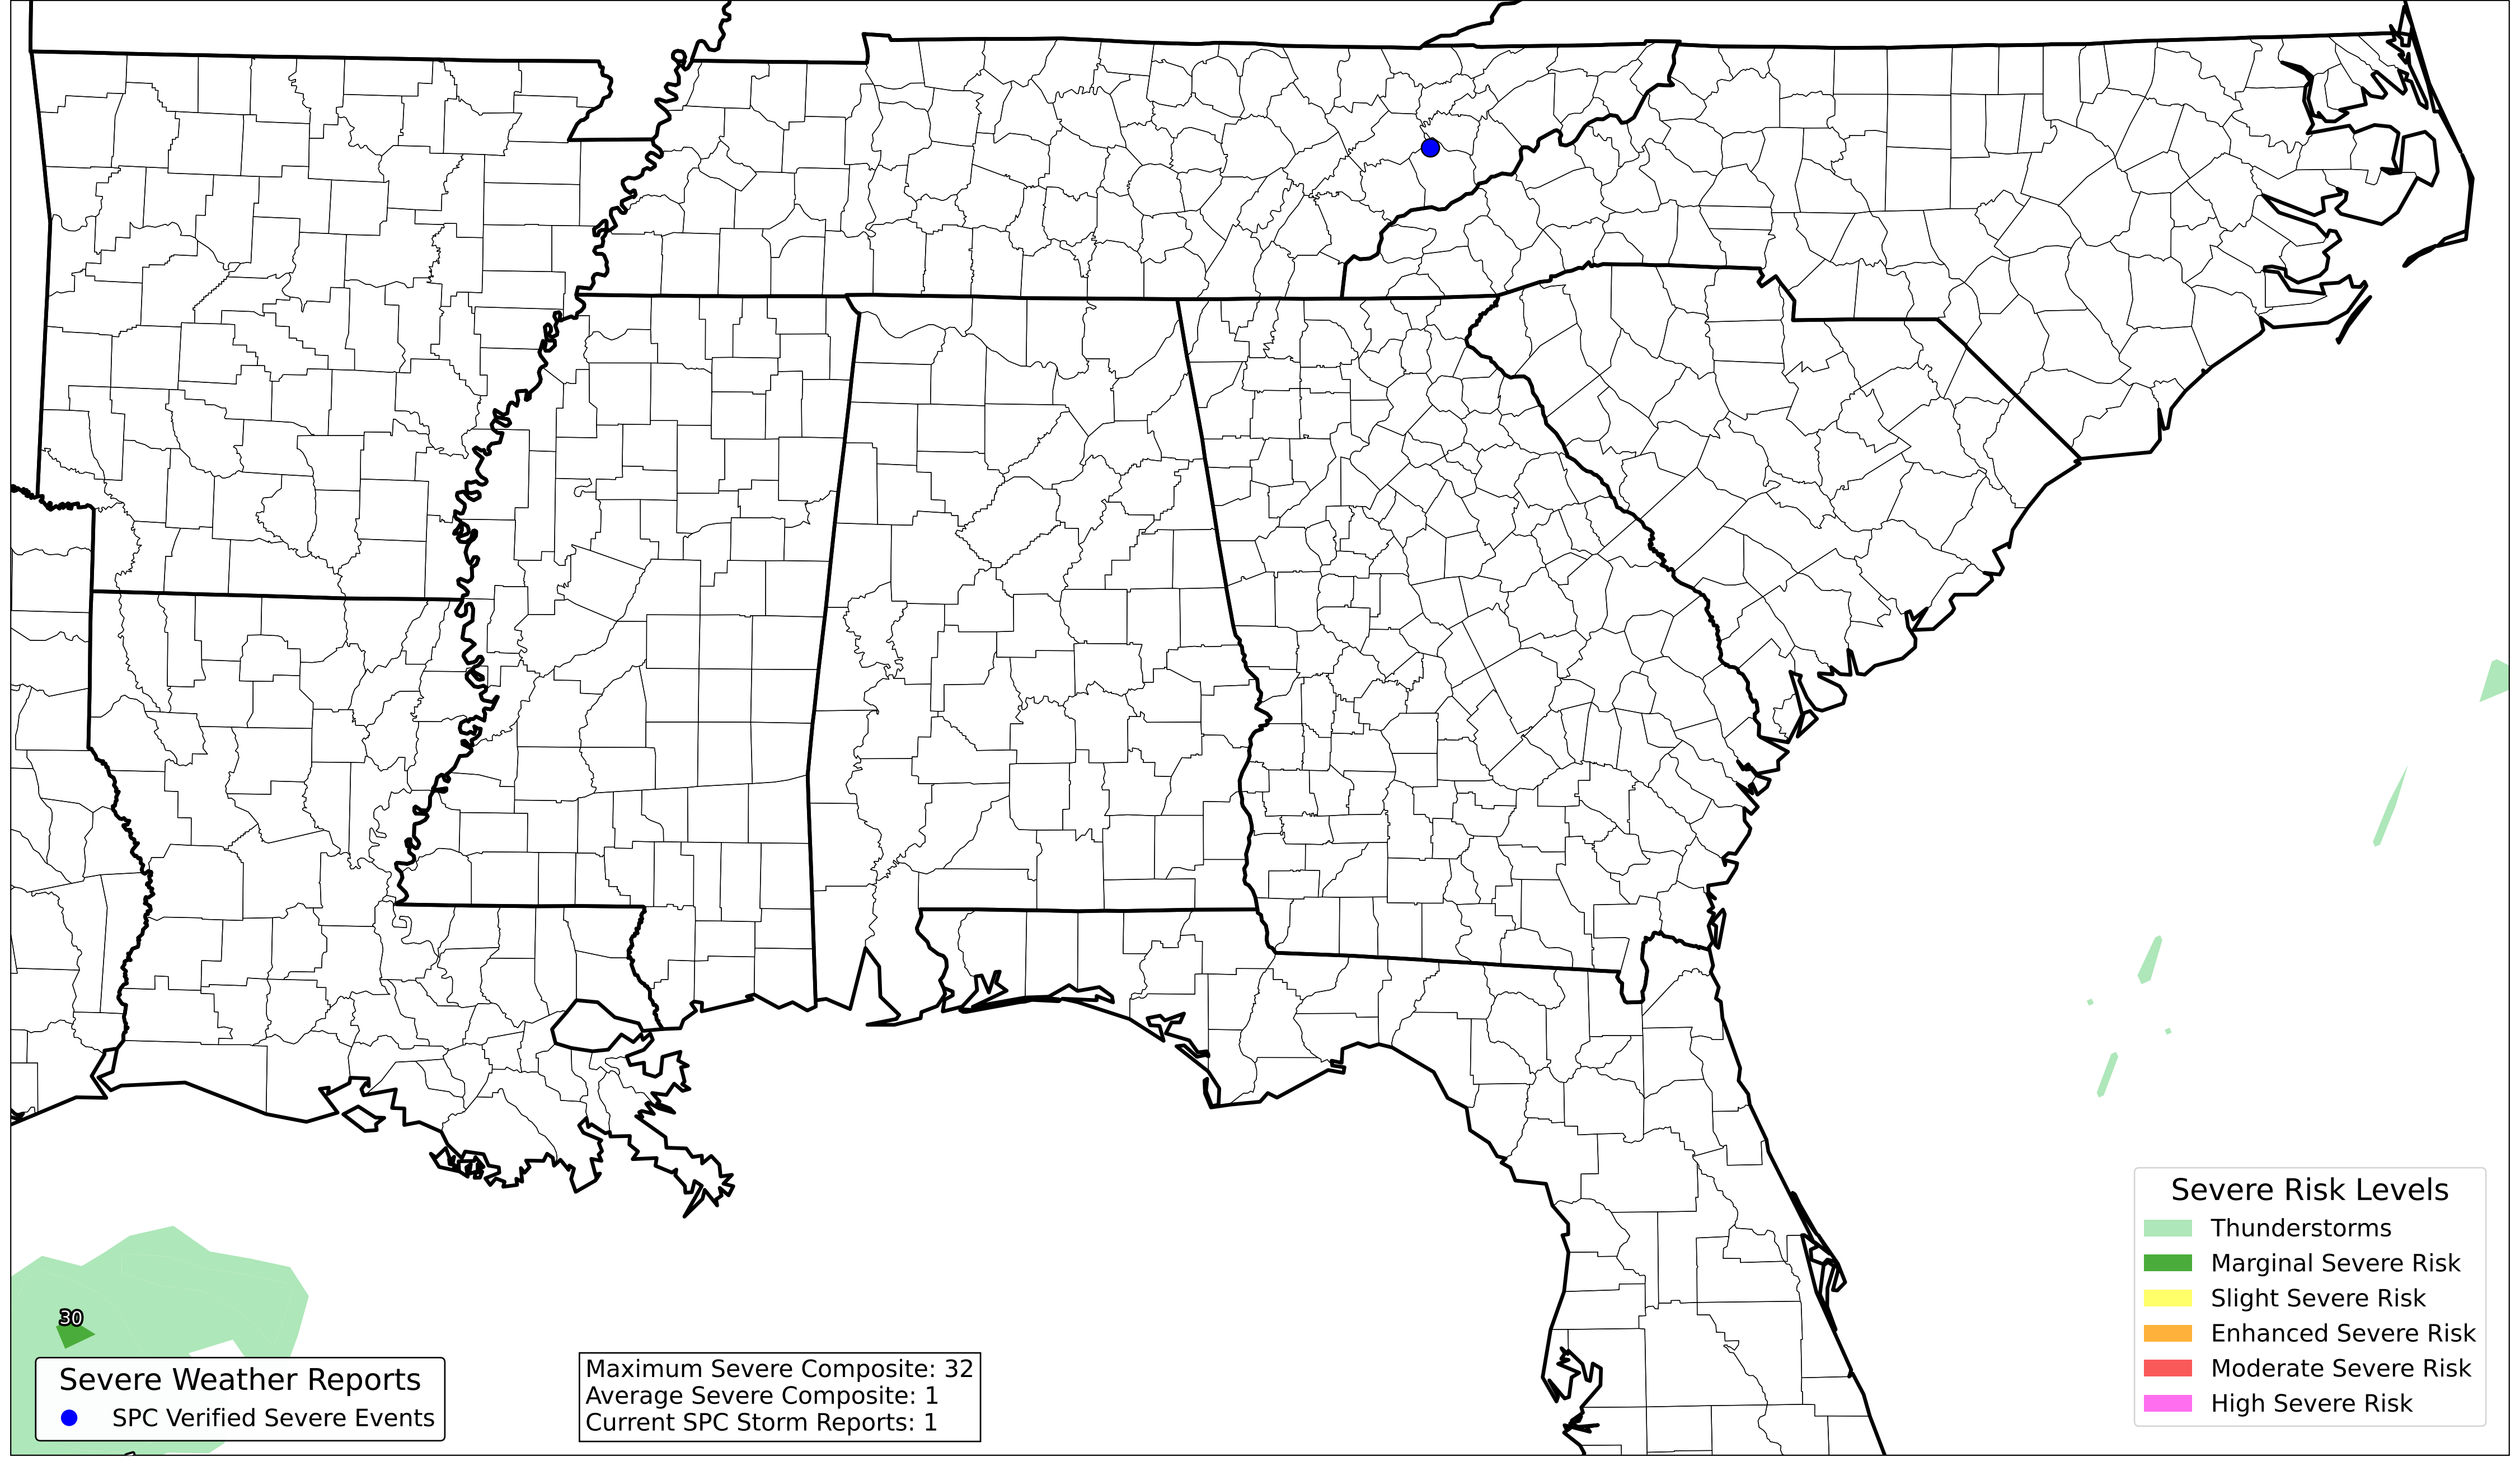 30
Severe Weather Reports
SPC Verified Severe Events
Maximum Severe Composite: 32
Average Severe Composite: 1
Current SPC Storm Reports: 1
Severe Risk Levels
Thunderstorms
Marginal Severe Risk
Slight Severe Risk
Enhanced Severe Risk
Moderate Severe Risk
High Severe Risk